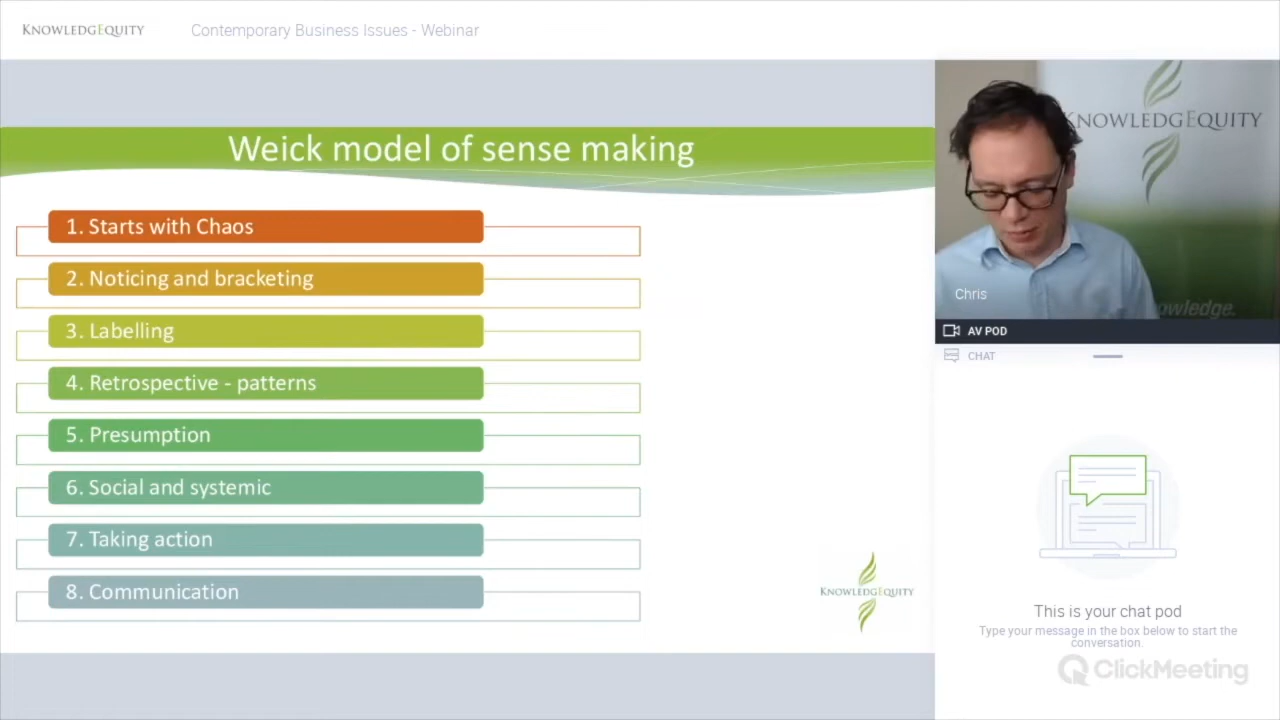 KNOWLEDGEQUITY
Contemporary Business Issues - Webinar
Weick model of sense making
1. Starts with Chaos
2. Noticing and bracketing
3. Labelling
4. Retrospective - patterns
5. Presumption
6. Social and systemic
7. Taking action
8. Communication
KNOWLEDGEQUITY
KNOWLEDGEQUITY
Chris
AV POD
CHAT
This is your chat pod
Type your message in the box below to start the
conversation.
ClickMeeting